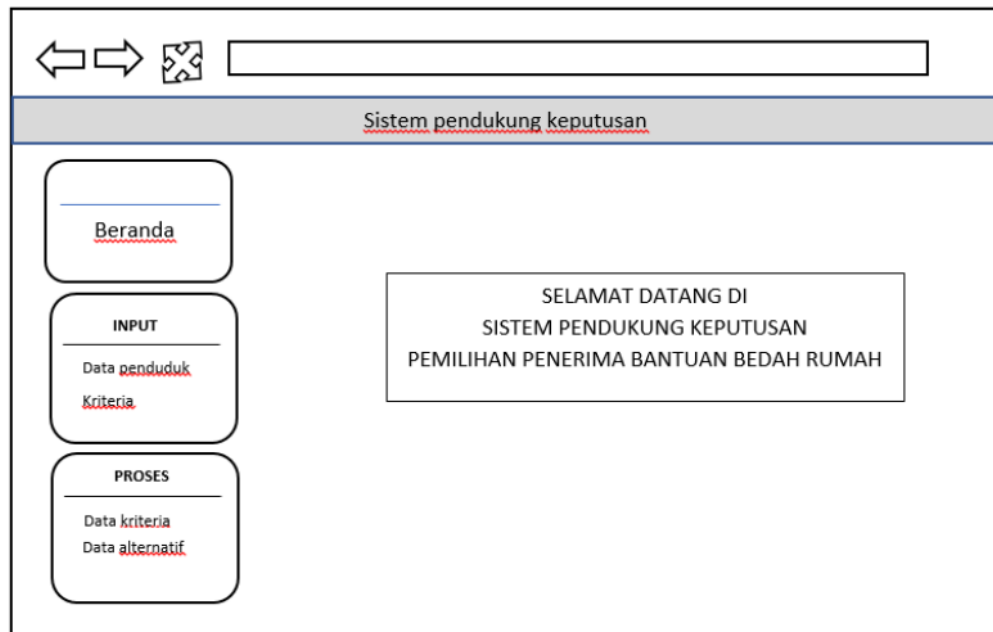 Sistem pendukung keputusan
Beranda
INPUT
Data penduduk
Kriteria
PROSES
Data kriteria
Data alternatif
SELAMAT DATANG DI
SISTEM PENDUKUNG KEPUTUSAN
PEMILIHAN PENERIMA BANTUAN BEDAH RUMAH